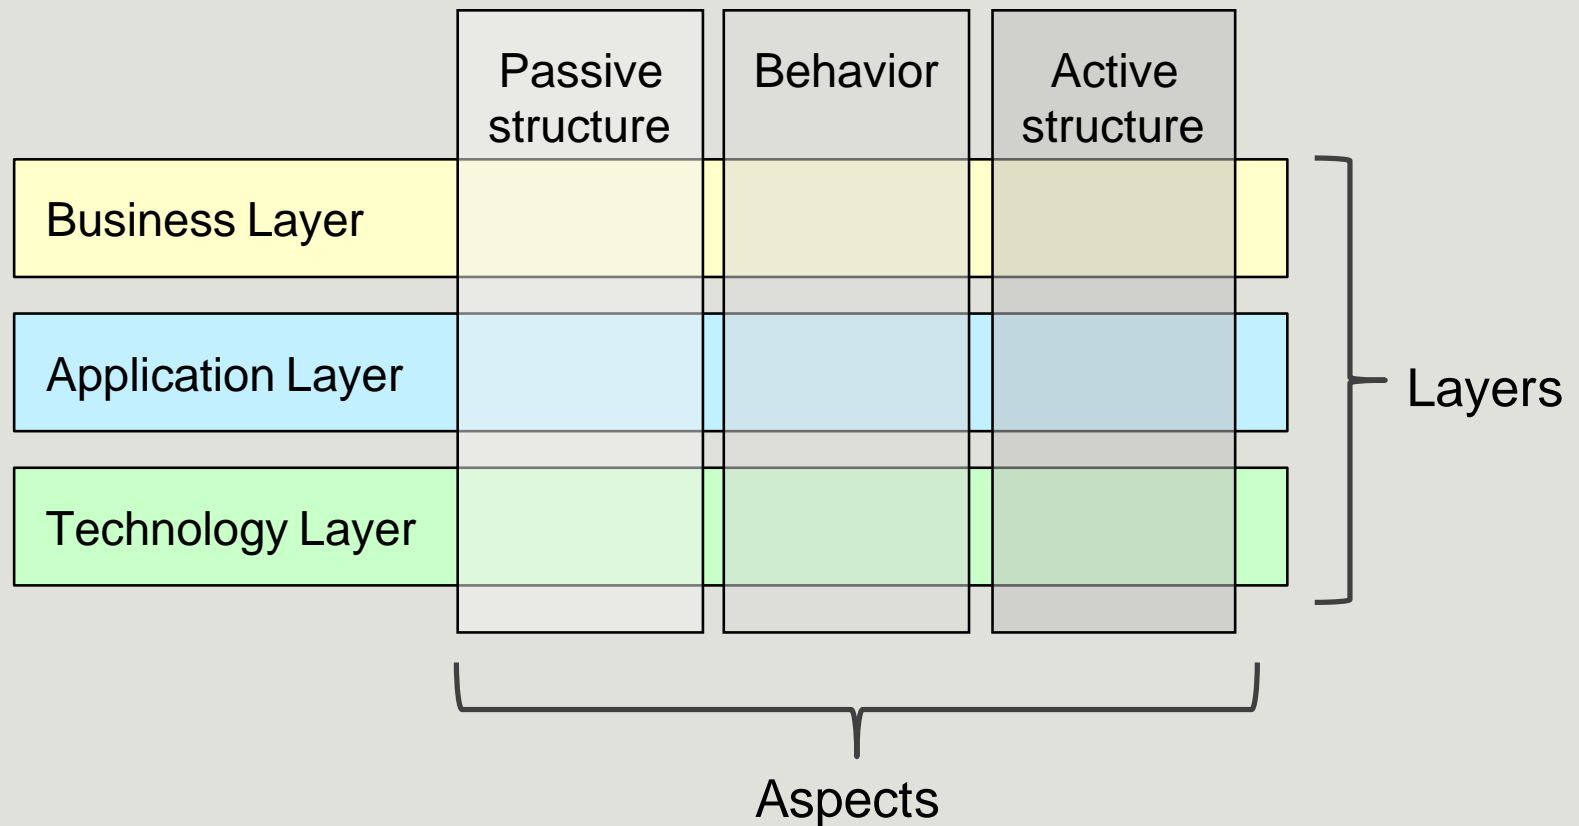 Passive
structure
Behavior
Active
structure
Business Layer
Application Layer
Layers
Technology Layer
Aspects